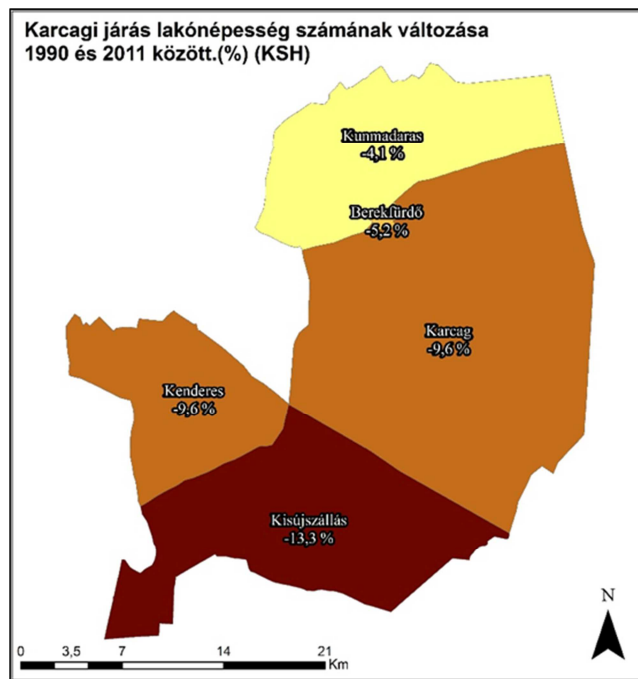 Karcagi járás lakónépesség számának változása
1990 és 2011 között.(%) (KSH)
Kunmadaras
-4,1 %
Berekfürdő
-5,2 %
Karcag
-9,6 %
Kenderes
-9,6 %
Kisújszállás
-13,3 %
N
0 3,5 7 14 21
Km